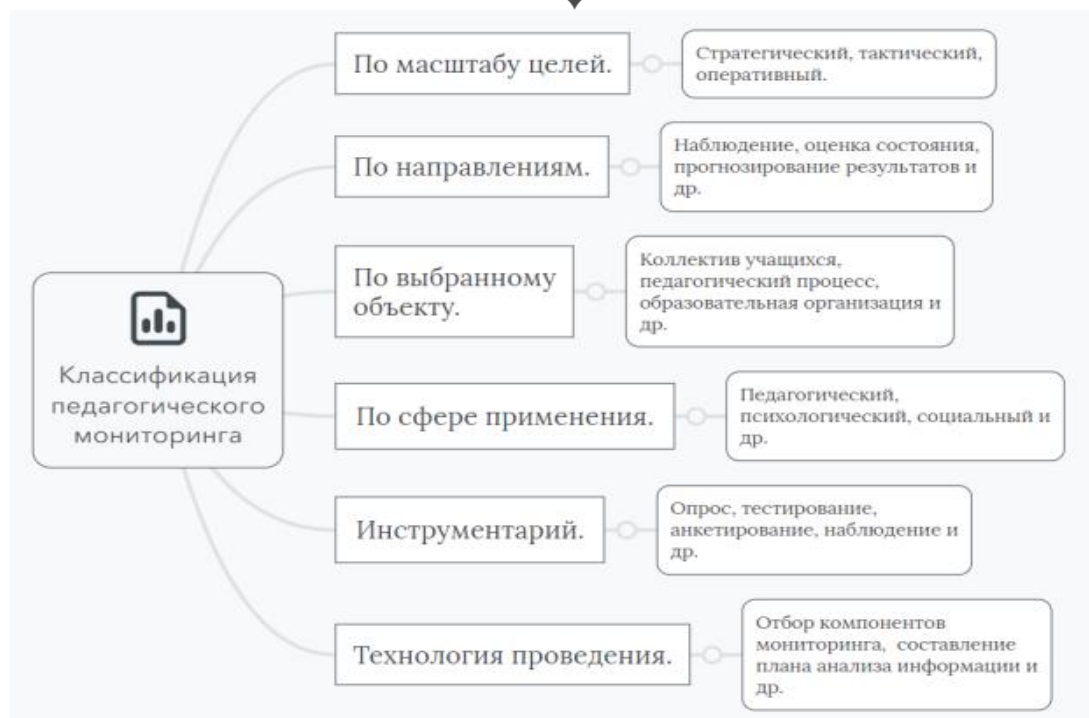 По масштабу целей.
Стратегический, тактический,
оперативный.
По направлениям.
Наблюдение, оценка состояния,
прогнозирование результатов и
др.
По выбранному
объекту.
Коллектив учащихся,
педагогический процесс,
образовательная организация и
др.
Классификация
педагогического
мониторинга
По сфере применения.
Педагогический,
психологический, социальный и
др.
Инструментарий.
Опрос, тестирование,
анкетирование, наблюдение и
др.
Технология проведения.
Отбор компонентов
мониторинга, составление
плана анализа информации и
др.